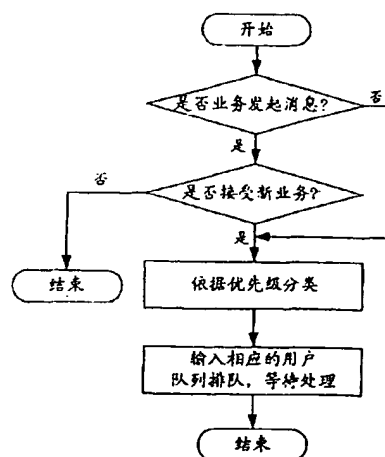 开始
是否业务发起消息?
否
是
否
是否接受新业务?
是
结束
依据优先级分类
输入相应的用户
队列排队，等待处理
结束